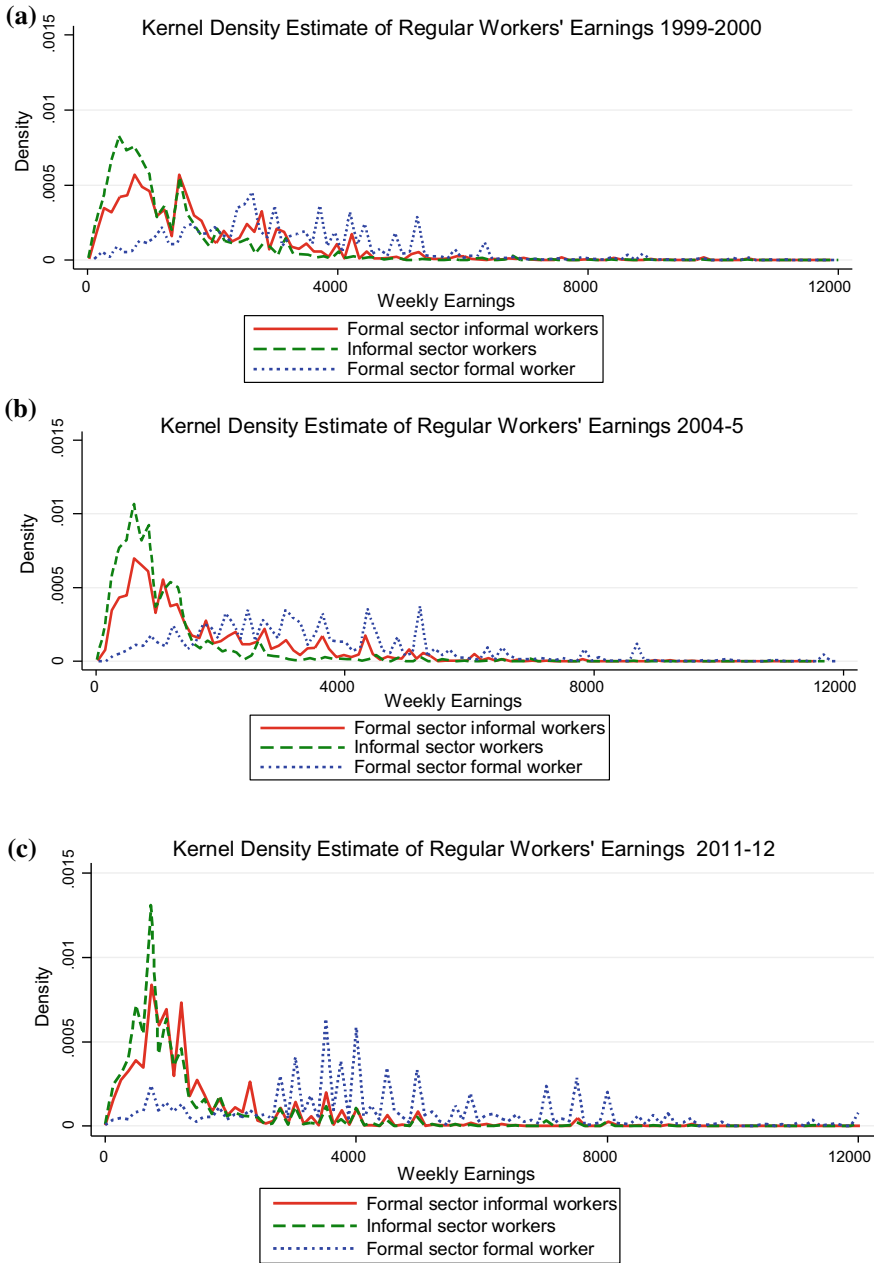 (a)
Kernel Density Estimate of Regular Workers' Earnings 1999-2000
.0015
.001
.0005
0
Density
0 4000 8000 12000
Weekly Earnings
Formal sector informal workers
Informal sector workers
Formal sector formal worker
(b)
Kernel Density Estimate of Regular Workers' Earnings 2004-5
.0015
.001
.0005
0
Density
0 4000 8000 12000
Weekly Earnings
Formal sector informal workers
Informal sector workers
Formal sector formal worker
(c)
Kernel Density Estimate of Regular Workers' Earnings 2011-12
.0015
.001
.0005
0
Density
0 4000 8000 12000
Weekly Earnings
Formal sector informal workers
Informal sector workers
Formal sector formal worker